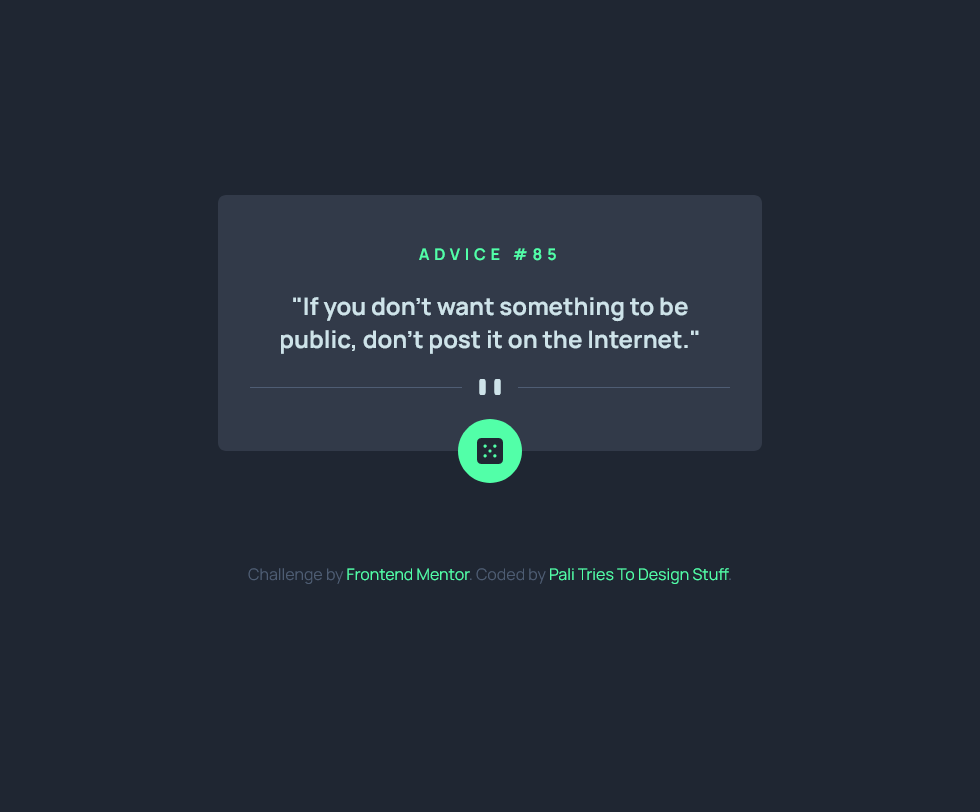 ADVICE #85
"If you don't want something to be
public, don't post it on the Internet."
Challenge by Frontend Mentor. Coded by Pali Tries To Design Stuff.